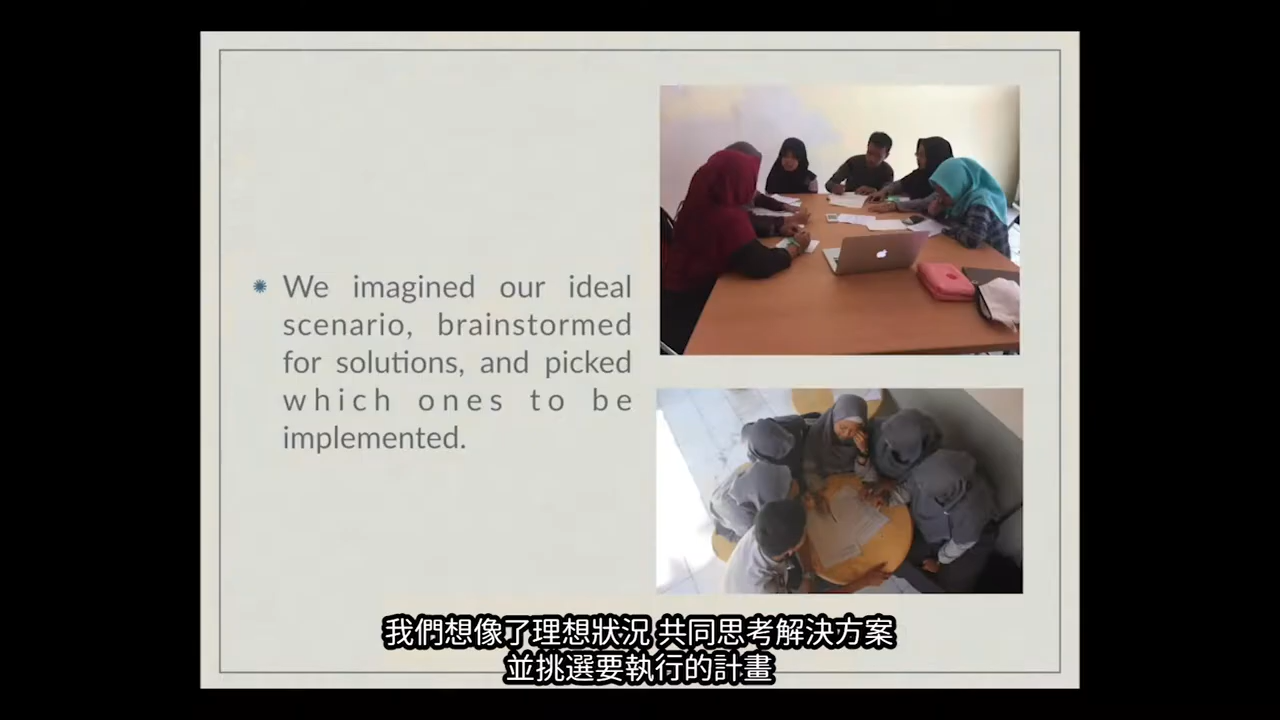 We imagined our ideal
scenario, brainstormed
for solutions, and picked
which ones to be
implemented.
我們想像了理想狀況 共同思考解決方案
並挑選要執行的計畫